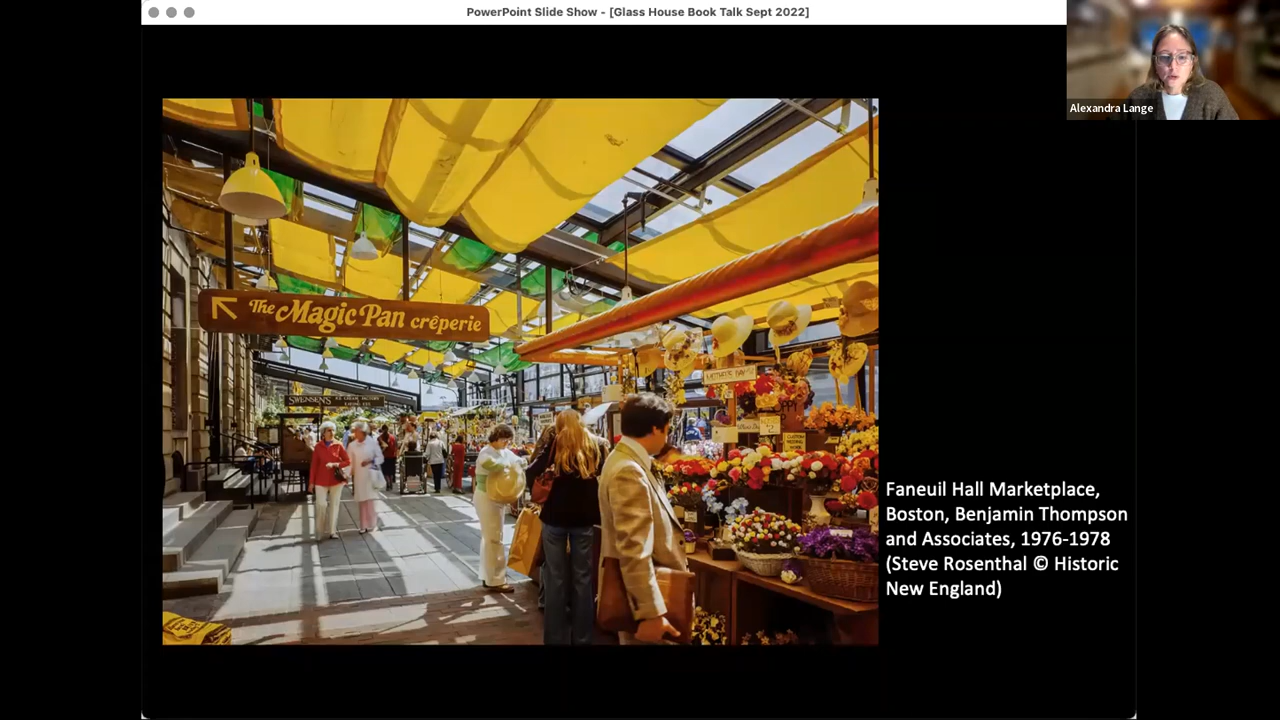 PowerPoint Slide Show - [Glass House Book Talk Sept 2022]
Alexandra Lange
The Magic Pan crêperie
SWENSEN'S
Faneuil Hall Marketplace,
Boston, Benjamin Thompson
and Associates, 1976-1978
(Steve Rosenthal © Historic
New England)